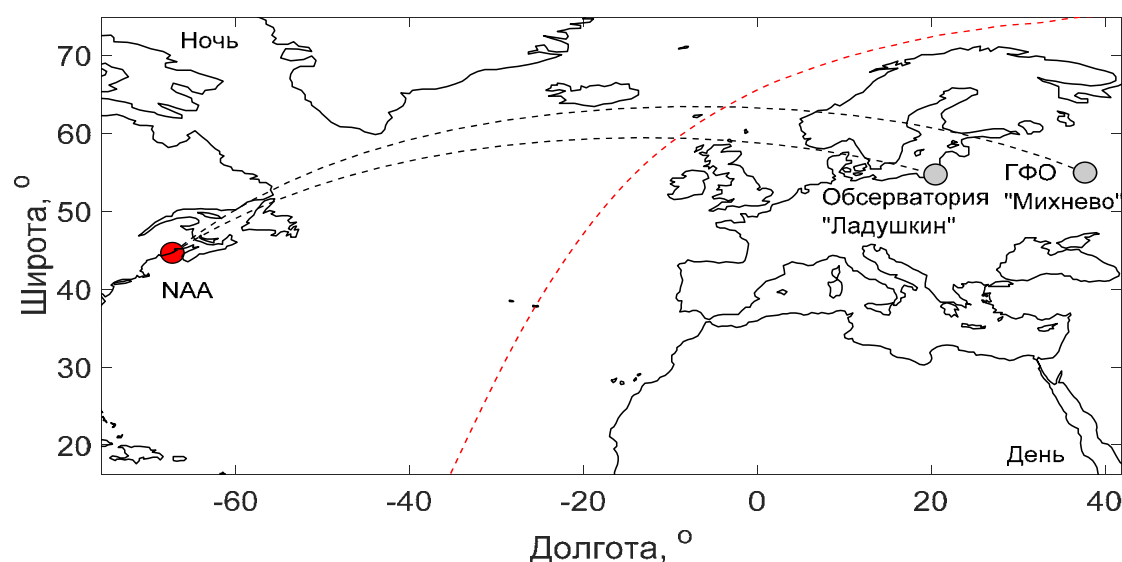 Ночь
70
60
50
40
30
20
Широта, °
NAA
ГФО
"Михнево"
Обсерватория
"Ладушкин"
День
-60
-40
-20
0
20
40
Долгота, °